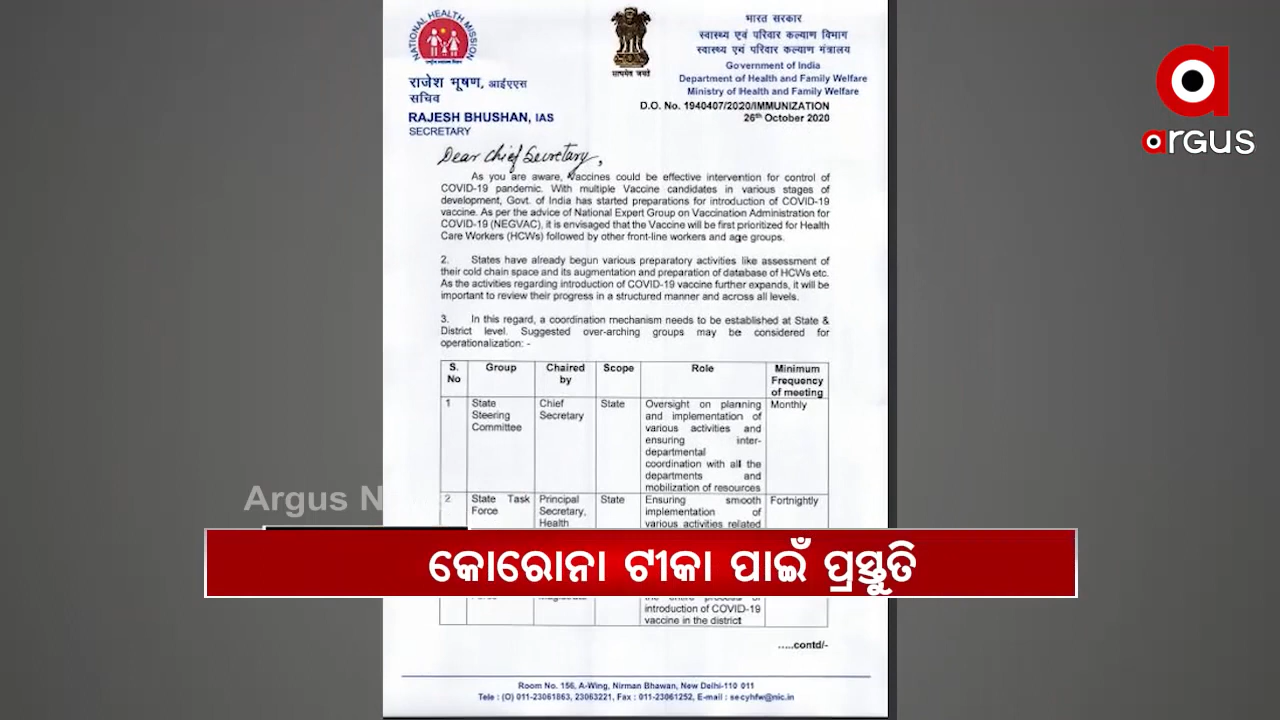 NATIONAL HEALTH MISSION
राजेश भूषण, आईएएस
सचिव
RAJESH BHUSHAN, IAS
SECRETARY
सत्यमेव जयते
भारत सरकार
स्वास्थ्य एवं परिवार कल्याण विभाग
स्वास्थ्य एवं परिवार कल्याण मंत्रालय
Government of India
Department of Health and Family Welfare
Ministry of Health and Family Welfare
D.O. No. 1940407/2020/IMMUNIZATION
26th October 2020
argus
Dear Chief Secretary,
As you are aware, Vaccines could be effective intervention for control of
COVID-19 pandemic. With multiple Vaccine candidates in various stages of
development, Govt. of India has started preparations for introduction of COVID-19
vaccine. As per the advice of National Expert Group on Vaccination Administration for
COVID-19 (NEGVAC), it is envisaged that the Vaccine will be first prioritized for Health
Care Workers (HCWs) followed by other front-line workers and age groups.
2. States have already begun various preparatory activities like assessment of
their cold chain space and its augmentation and preparation of database of HCWs etc.
As the activities regarding introduction of COVID-19 vaccine further expands, it will be
important to review their progress in a structured manner and across all levels.
3. In this regard, a coordination mechanism needs to be established at State &
District level. Suggested over-arching groups may be considered for
operationalization: -
S. No Group Chaired by Scope Role Minimum Frequency of meeting
1 State Steering Committee Chief Secretary State Oversight on planning and implementation of various activities and ensuring inter-departmental coordination with all the departments and mobilization of resources Monthly
2 State Task Force Principal Secretary, Health State Ensuring smooth implementation of various activities related Fortnightly
Argus N
କୋରୋନା ଟୀକା ପାଇଁ ପ୍ରସ୍ତୁତି
introduction of COVID-19
vaccine in the district
.....contd/-
Room No. 156, A-Wing, Nirman Bhawan, New Delhi-110 011
Tele : (O) 011-23061863, 23063221, Fax : 011-23061252, E-mail : secyhfw@nic.in